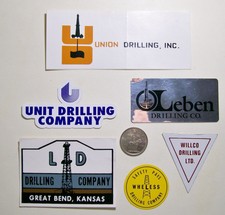 UNION DRILLING, INC.
UNIT DRILLING
COMPANY
OLeben
DRILLING CO.
L D
DRILLING COMPANY
GREAT BEND, KANSAS
SAFETY PAYS
WHELESS
DRILLING COMPANY
WILLCO
DRILLING LTD.